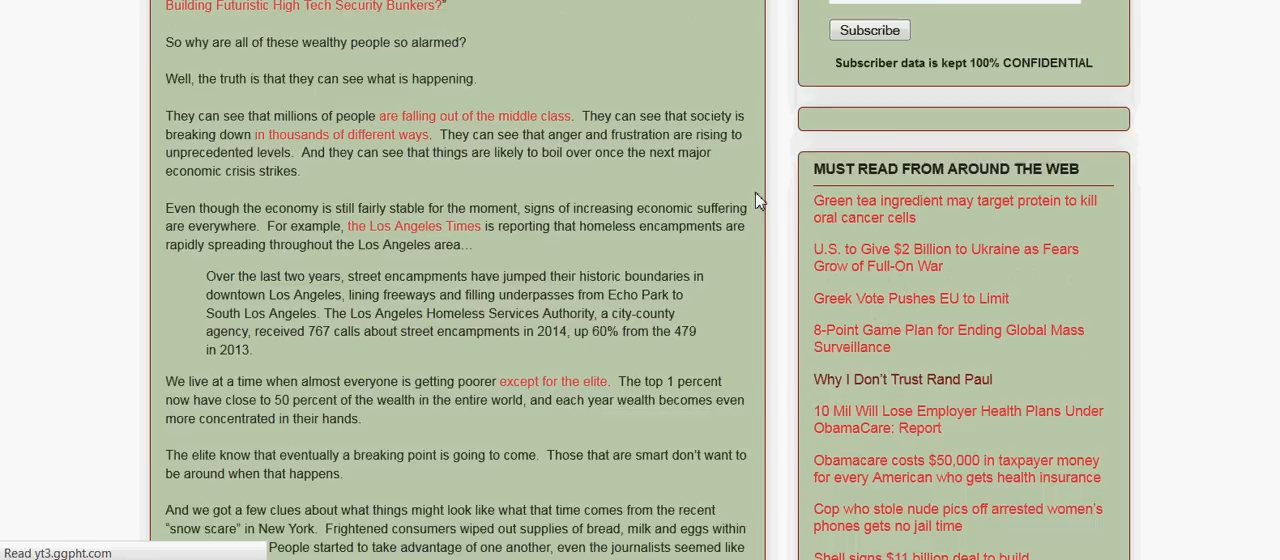 Building Futuristic High Tech Security Bunkers?"
So why are all of these wealthy people so alarmed?
Well, the truth is that they can see what is happening.
They can see that millions of people are falling out of the middle class.  They can see that society is
breaking down in thousands of different ways.  They can see that anger and frustration are rising to
unprecedented levels.  And they can see that things are likely to boil over once the next major
economic crisis strikes.
Even though the economy is still fairly stable for the moment, signs of increasing economic suffering
are everywhere.  For example, the Los Angeles Times is reporting that homeless encampments are
rapidly spreading throughout the Los Angeles area…
Over the last two years, street encampments have jumped their historic boundaries in
downtown Los Angeles, lining freeways and filling underpasses from Echo Park to
South Los Angeles. The Los Angeles Homeless Services Authority, a city-county
agency, received 767 calls about street encampments in 2014, up 60% from the 479
in 2013.
We live at a time when almost everyone is getting poorer except for the elite.  The top 1 percent
now have close to 50 percent of the wealth in the entire world, and each year wealth becomes even
more concentrated in their hands.
The elite know that eventually a breaking point is going to come.  Those that are smart don't want to
be around when that happens.
And we got a few clues about what things might look like what that time comes from the recent
"snow scare" in New York.  Frightened consumers wiped out supplies of bread, milk and eggs within
People started to take advantage of one another, even the journalists seemed like
Read yt3.ggpht.com
Subscribe
Subscriber data is kept 100% CONFIDENTIAL
MUST READ FROM AROUND THE WEB
Green tea ingredient may target protein to kill
oral cancer cells
U.S. to Give $2 Billion to Ukraine as Fears
Grow of Full-On War
Greek Vote Pushes EU to Limit
8-Point Game Plan for Ending Global Mass
Surveillance
Why I Don't Trust Rand Paul
10 Mil Will Lose Employer Health Plans Under
ObamaCare: Report
Obamacare costs $50,000 in taxpayer money
for every American who gets health insurance
Cop who stole nude pics off arrested women's
phones gets no jail time
Shell signs $11 billion deal to build